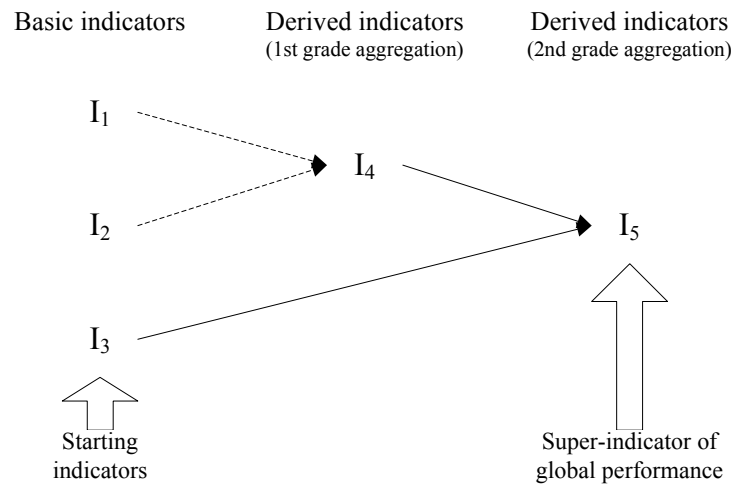 Basic indicators
Derived indicators
(1st grade aggregation)
Derived indicators
(2nd grade aggregation)
I₁
I₄
I₂
I₅
I₃
Starting
indicators
Super-indicator of
global performance